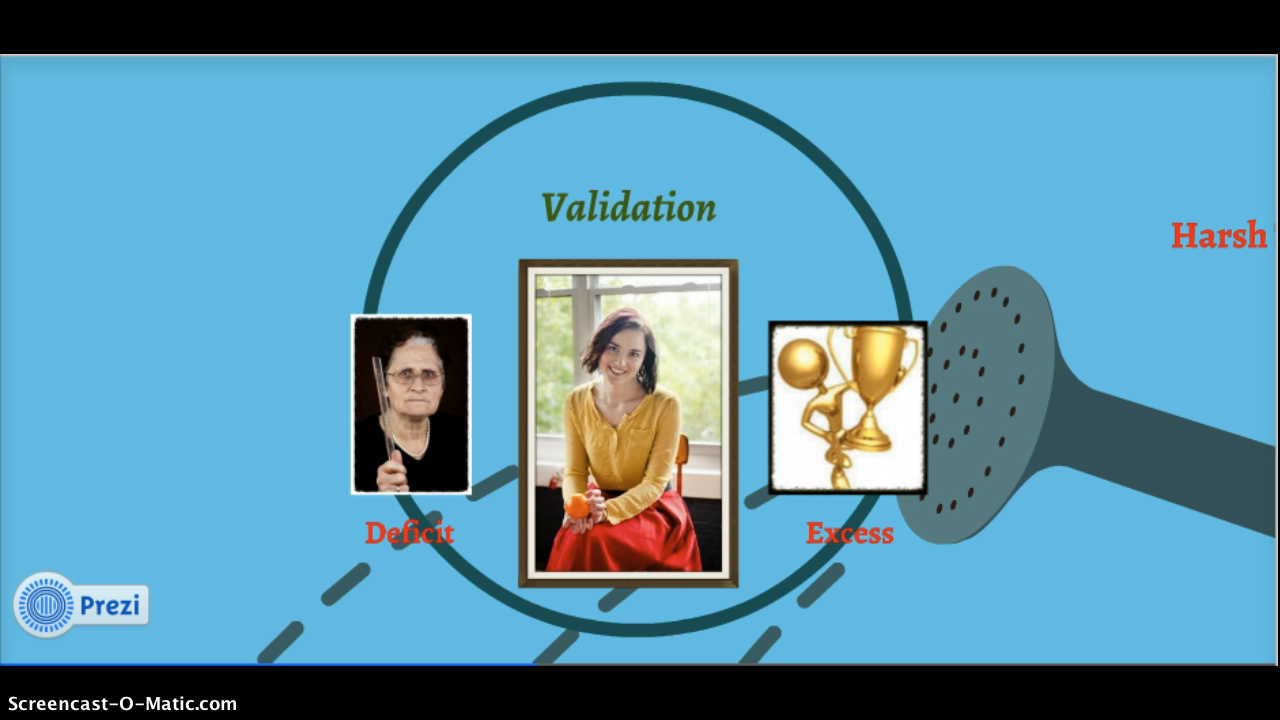 Validation
Harsh
Deficit
Excess
Prezi
Screencast-O-Matic.com